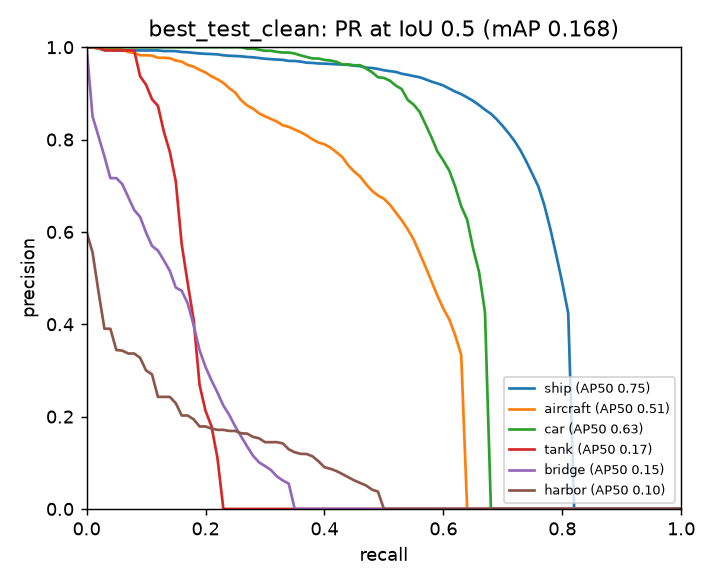 best_test_clean: PR at IoU 0.5 (mAP 0.168)
1.0
0.8
0.6
0.4
0.2
0.0
precision
ship (AP50 0.75)
aircraft (AP50 0.51)
car (AP50 0.63)
tank (AP50 0.17)
bridge (AP50 0.15)
harbor (AP50 0.10)
0.0 0.2 0.4 0.6 0.8 1.0
recall